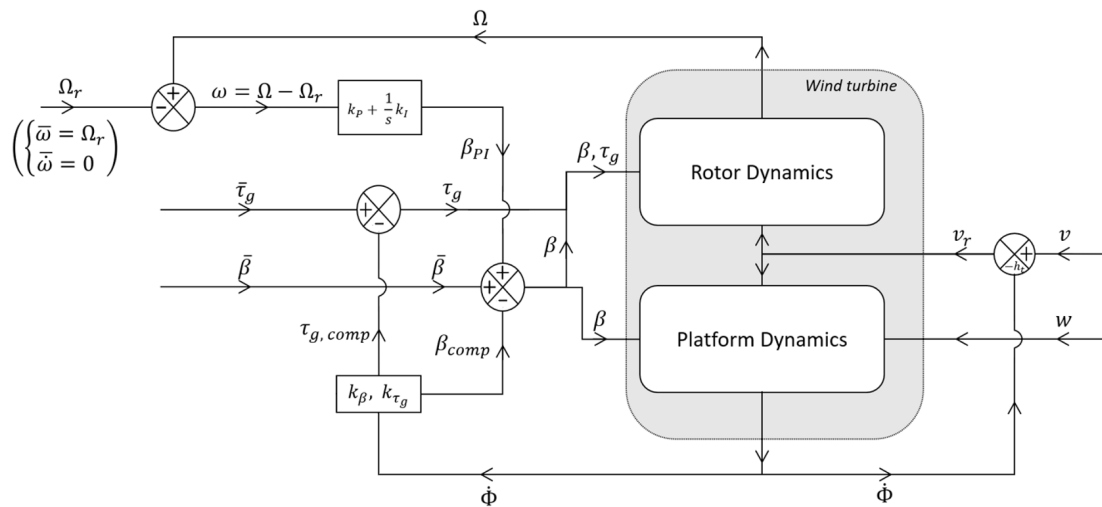 Ω
Wind turbine
Ω_r
ω = Ω − Ω_r
k_P + 1/s k_I
({ω̅ = Ω_r
ω̅̇ = 0)
β_PI
β, τ_g
Rotor Dynamics
τ̅_g
τ_g
v_r
v
−h_t
β
β̅
β̅
β
Platform Dynamics
w
τ_g, comp
β_comp
k_β, k_τ_g
Φ̇
Φ̇
+
−
+
−
+
+
−
+